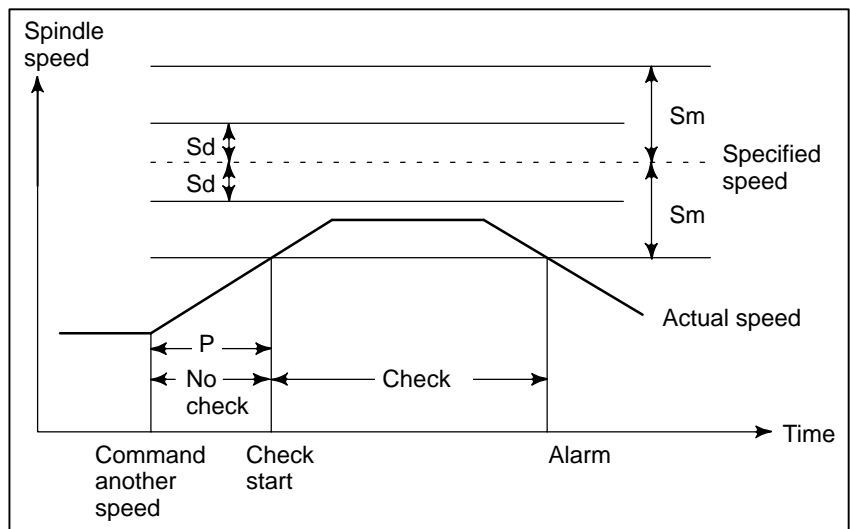 Spindle
speed
Sm
Sd
Specified
speed
Sd
Sm
Actual speed
P
No
check
Check
Time
Command
another
speed
Check
start
Alarm